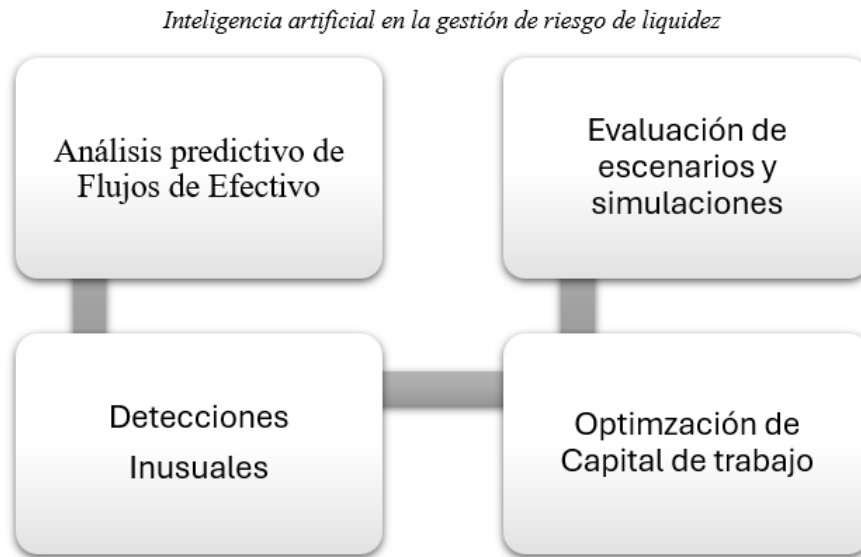 Inteligencia artificial en la gestión de riesgo de liquidez
Análisis predictivo de
Flujos de Efectivo
Detecciones
Inusuales
Optimzación de
Capital de trabajo
Evaluación de
escenarios y
simulaciones